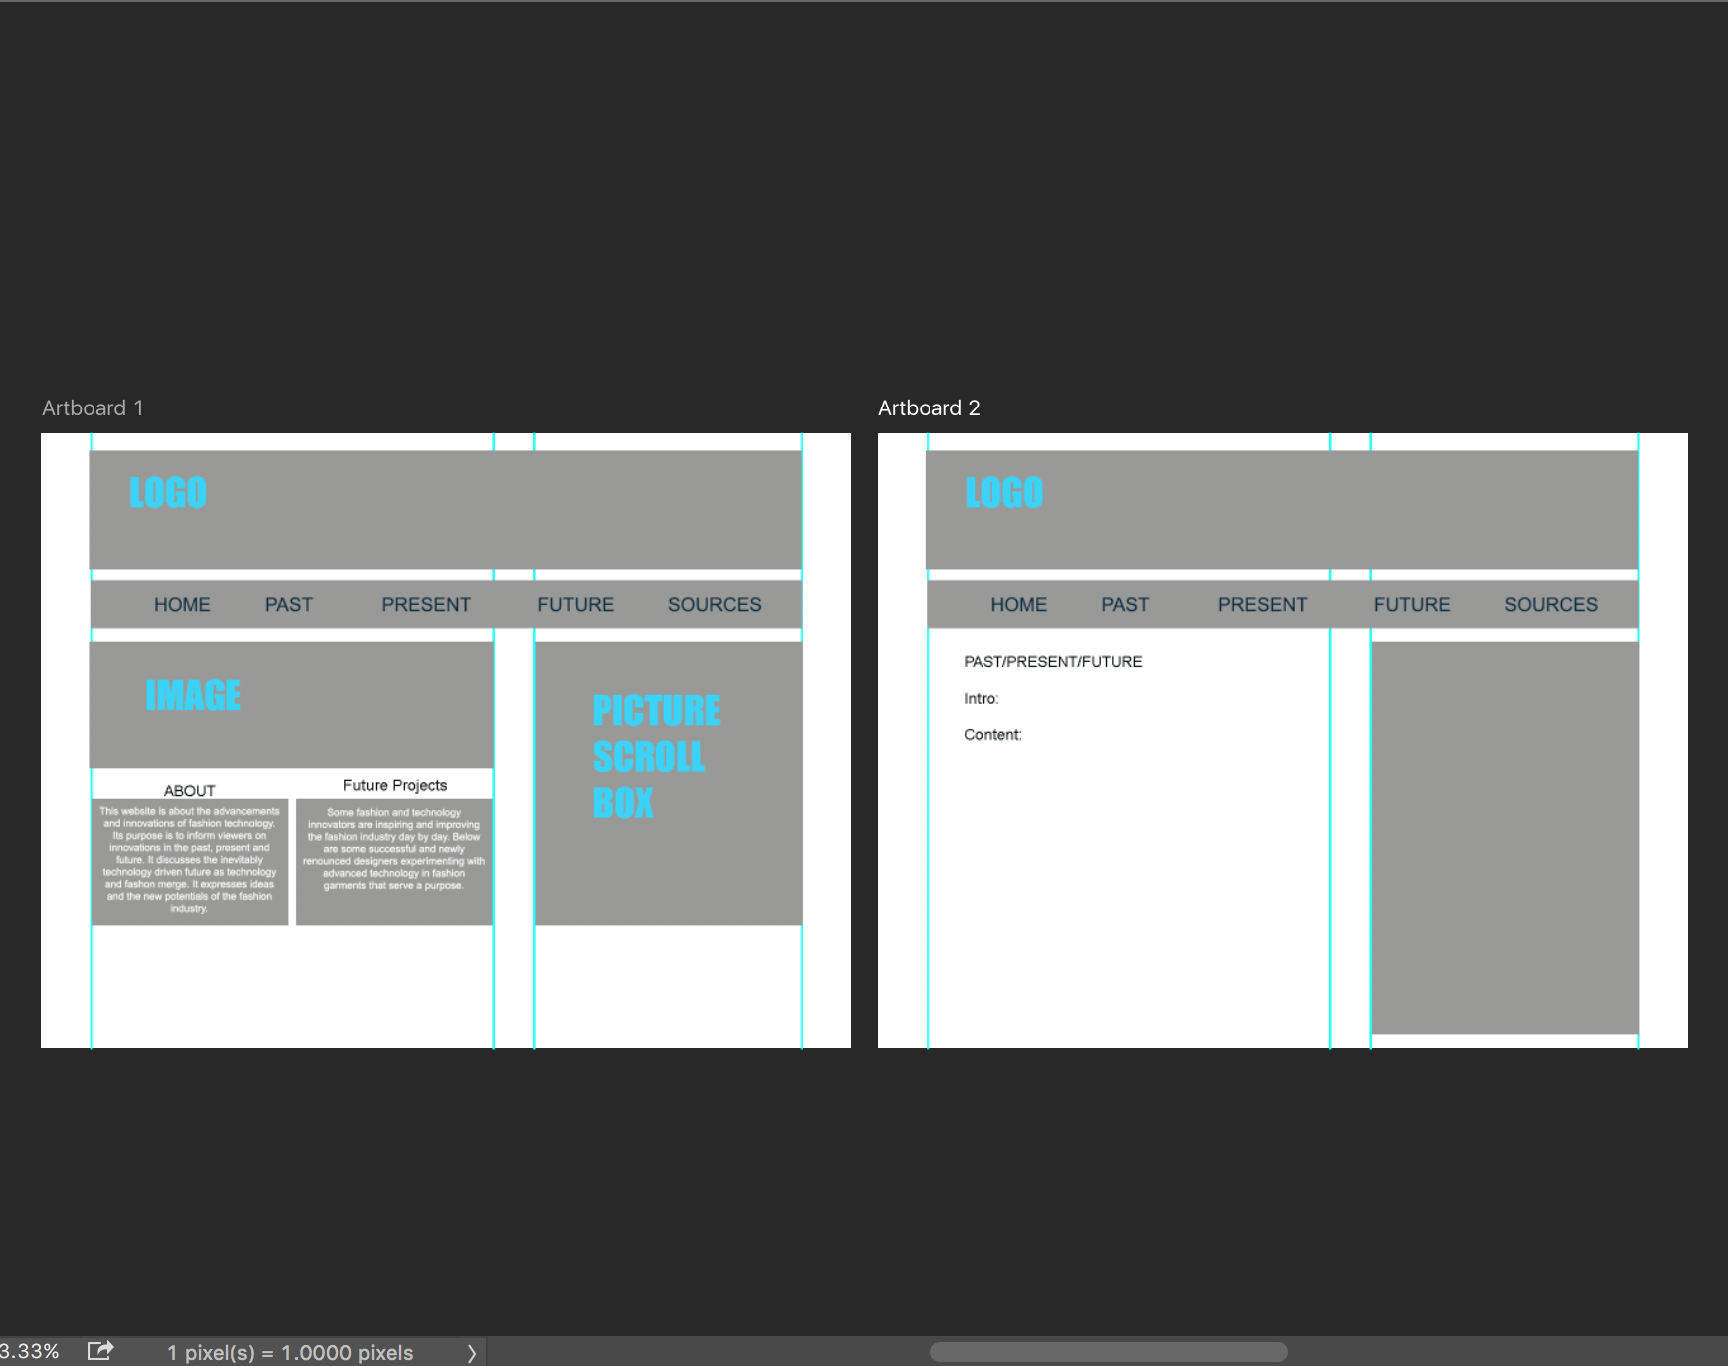 Artboard 1
LOGO
HOME PAST PRESENT FUTURE SOURCES
IMAGE
PICTURE
SCROLL
BOX
ABOUT
This website is about the advancements
and innovations of fashion technology.
Its purpose is to inform viewers on
innovations in the past, present and
future. It discusses the inevitably
technology driven future as technology
and fashon merge. It expresses ideas
and the new potentials of the fashion
industry.
Future Projects
Some fashion and technology
innovators are inspiring and improving
the fashion industry day by day. Below
are some successful and newly
renounced designers experimenting with
advanced technology in fashion
garments that serve a purpose.
Artboard 2
LOGO
HOME PAST PRESENT FUTURE SOURCES
PAST/PRESENT/FUTURE
Intro:
Content:
3.33%
1 pixel(s) = 1.0000 pixels